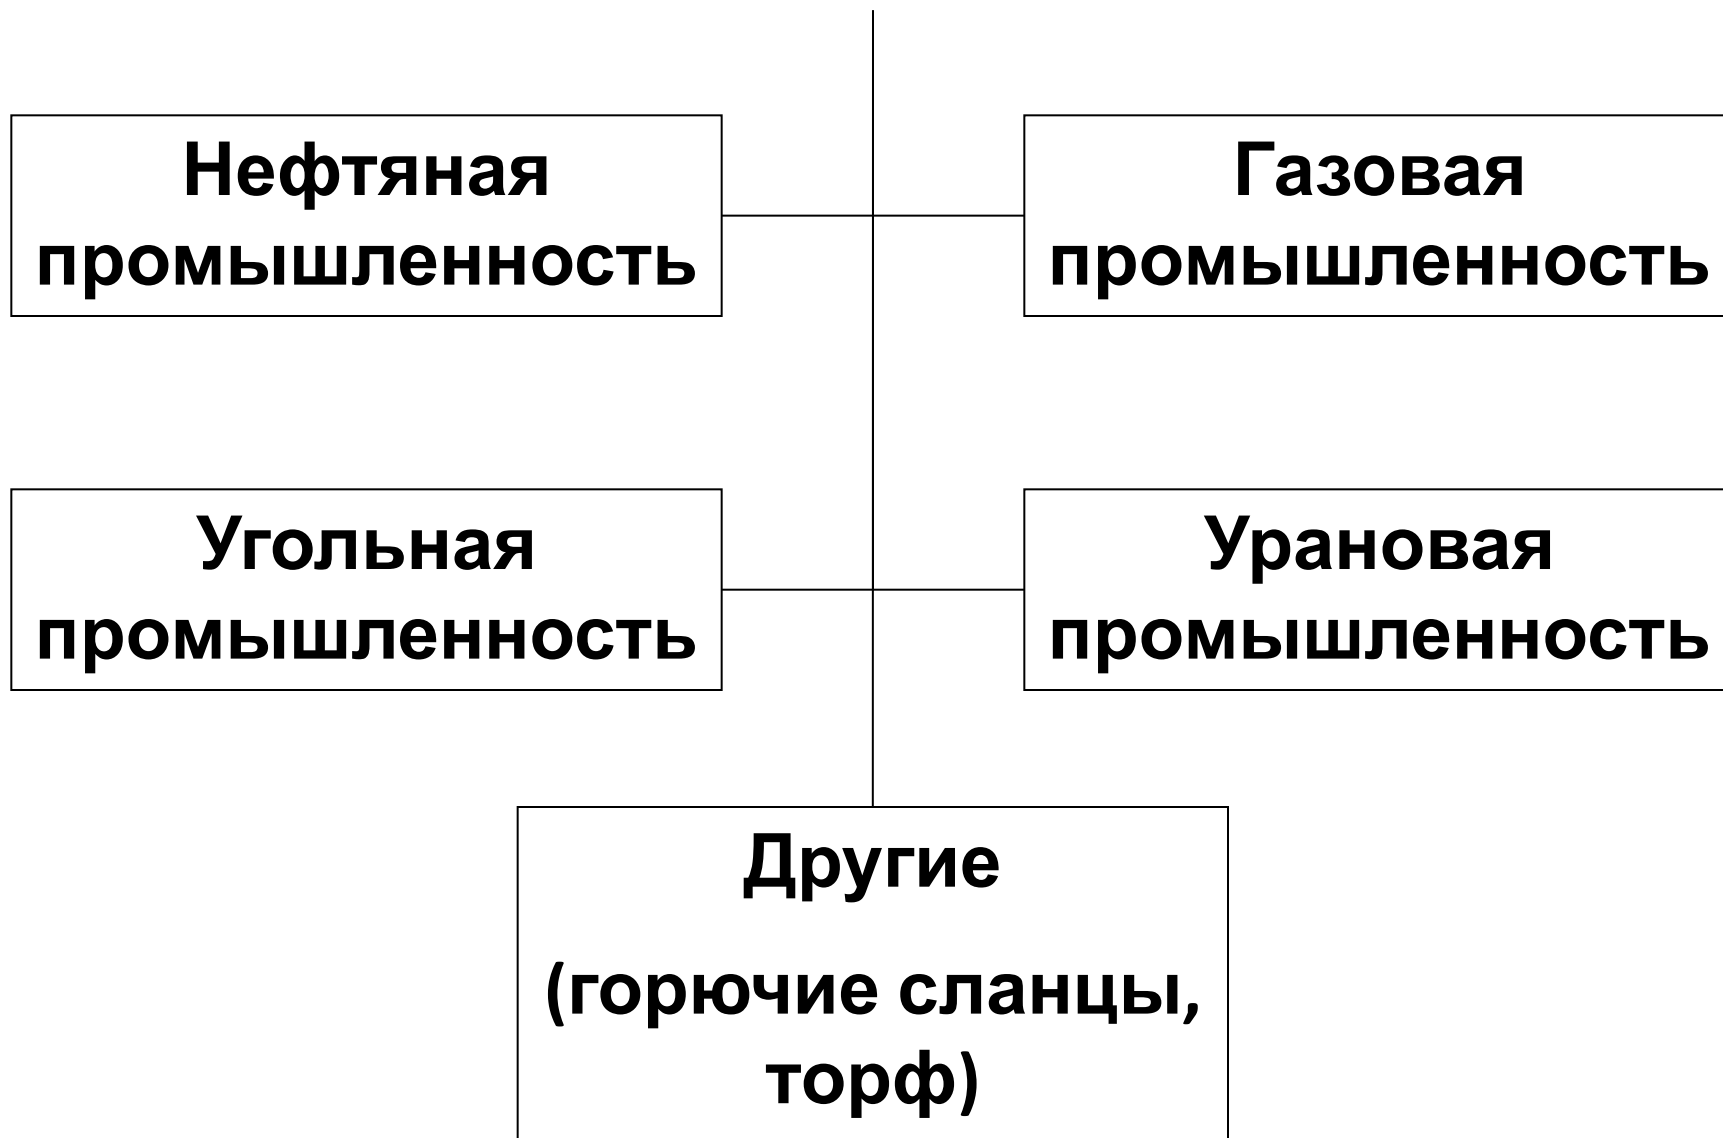 Нефтяная
промышленность
Газовая
промышленность
Угольная
промышленность
Урановая
промышленность
Другие
(горючие сланцы,
торф)